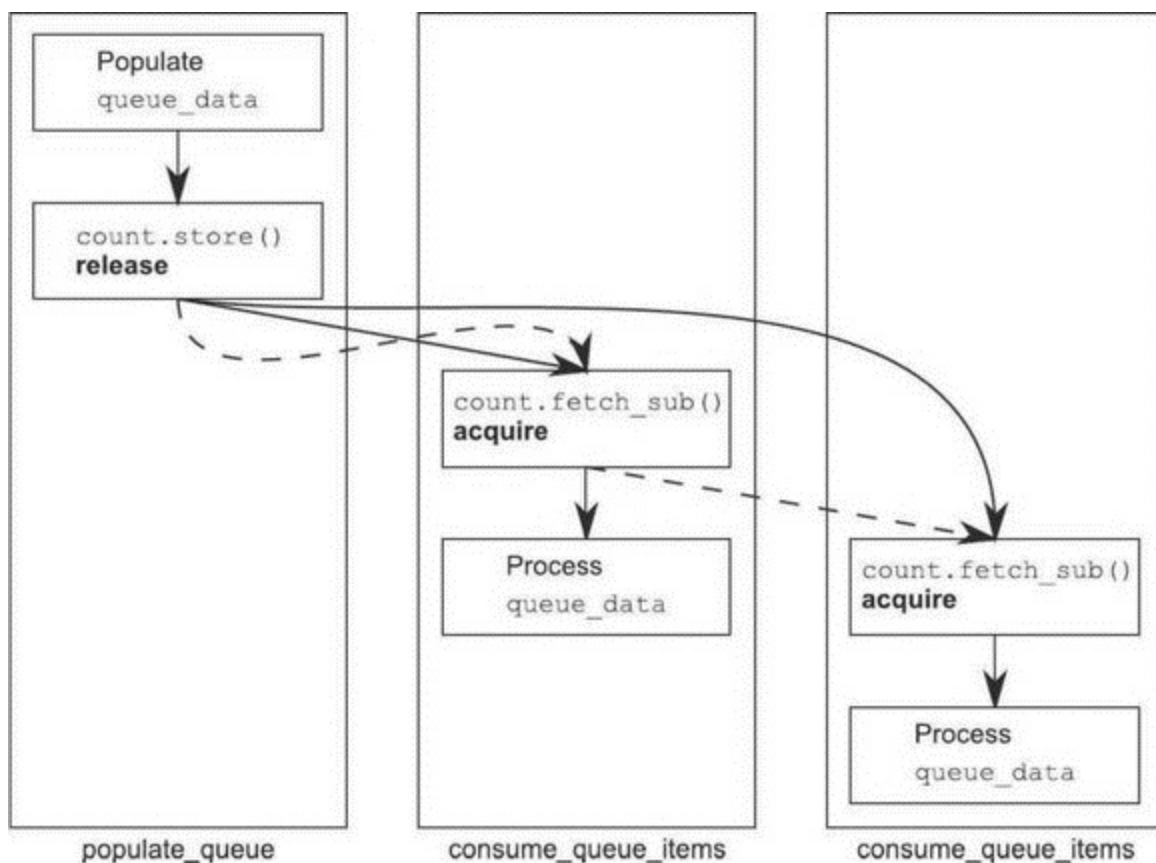 Populate
queue_data
count.store()
release
count.fetch_sub()
acquire
Process
queue_data
count.fetch_sub()
acquire
Process
queue_data
populate_queue
consume_queue_items
consume_queue_items